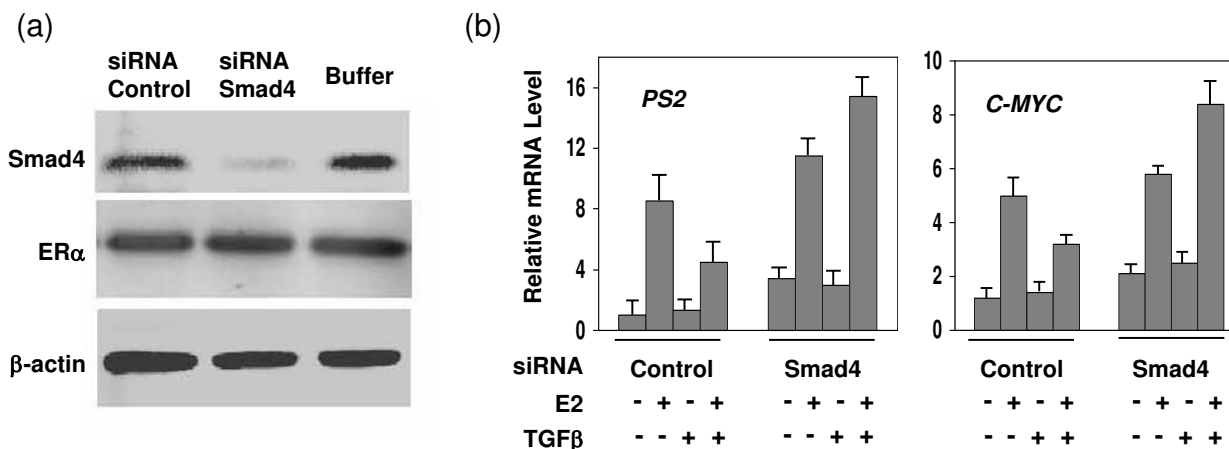 (a)
siRNA Control
siRNA Smad4
Buffer
Smad4
ERα
β-actin
(b)
Relative mRNA Level
16
12
8
4
0
PS2
10
8
6
4
2
0
C-MYC
siRNA
Control
Smad4
Control
Smad4
E2
- + - +
- + - +
- + - +
- + - +
TGFβ
- - + +
- - + +
- - + +
- - + +